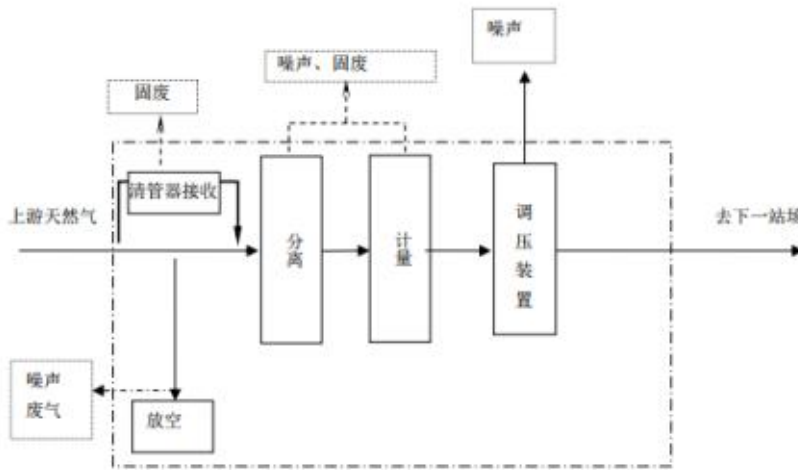 噪声
噪声、固废
固废
清管器接收
上游天然气
分离
计量
调压装置
去下一站场
噪声
废气
放空